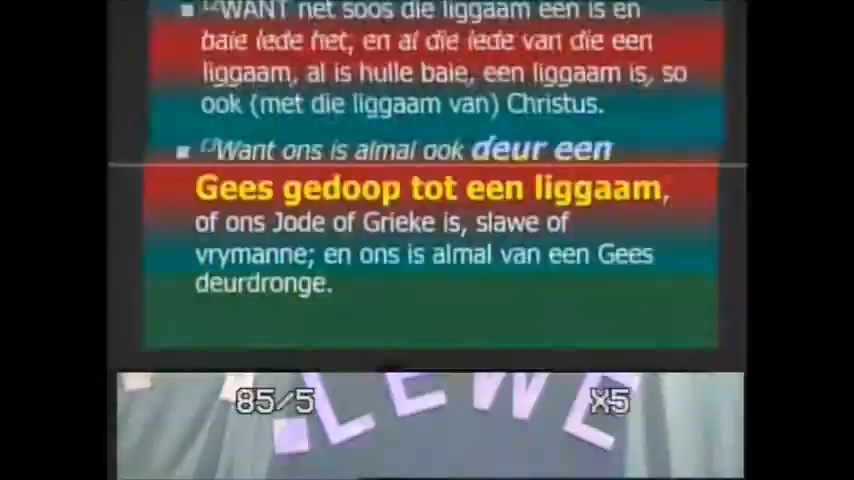 ■ ¹²WANT net soos die liggaam een is en
baie lede het, en al die lede van die een
liggaam, al is hulle baie, een liggaam is, so
ook (met die liggaam van) Christus.
■ ¹³Want ons is almal ook deur een
Gees gedoop tot een liggaam,
of ons Jode of Grieke is, slawe of
vrymanne; en ons is almal van een Gees
deurdronge.
LEWE
85/5 X5